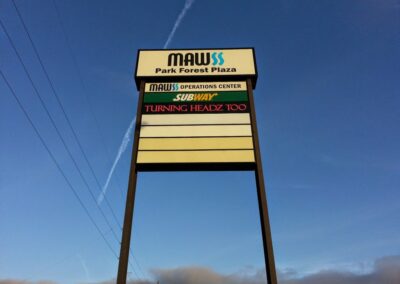 MAWSS
Park Forest Plaza
MAWSS OPERATIONS CENTER
SUBWAY
TURNING HEADZ TOO